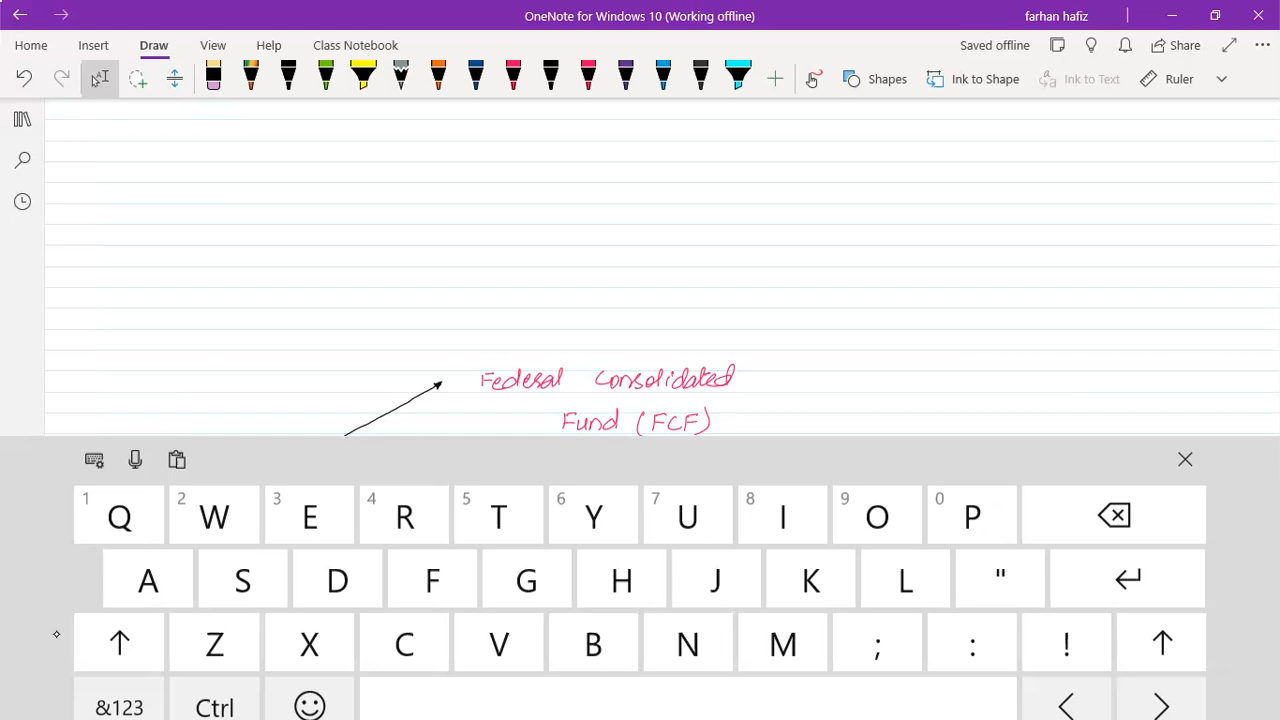 OneNote for Windows 10 (Working offline)
farhan hafiz
Home Insert Draw View Help Class Notebook
Saved offline
Share
Shapes
Ink to Shape
Ink to Text
Ruler
Federal Consolidated
Fund (FCF)
1 Q 2 W 3 E 4 R 5 T 6 Y 7 U 8 I 9 O 0 P
A S D F G H J K L "
Z X C V B N M ; : !
&123 Ctrl